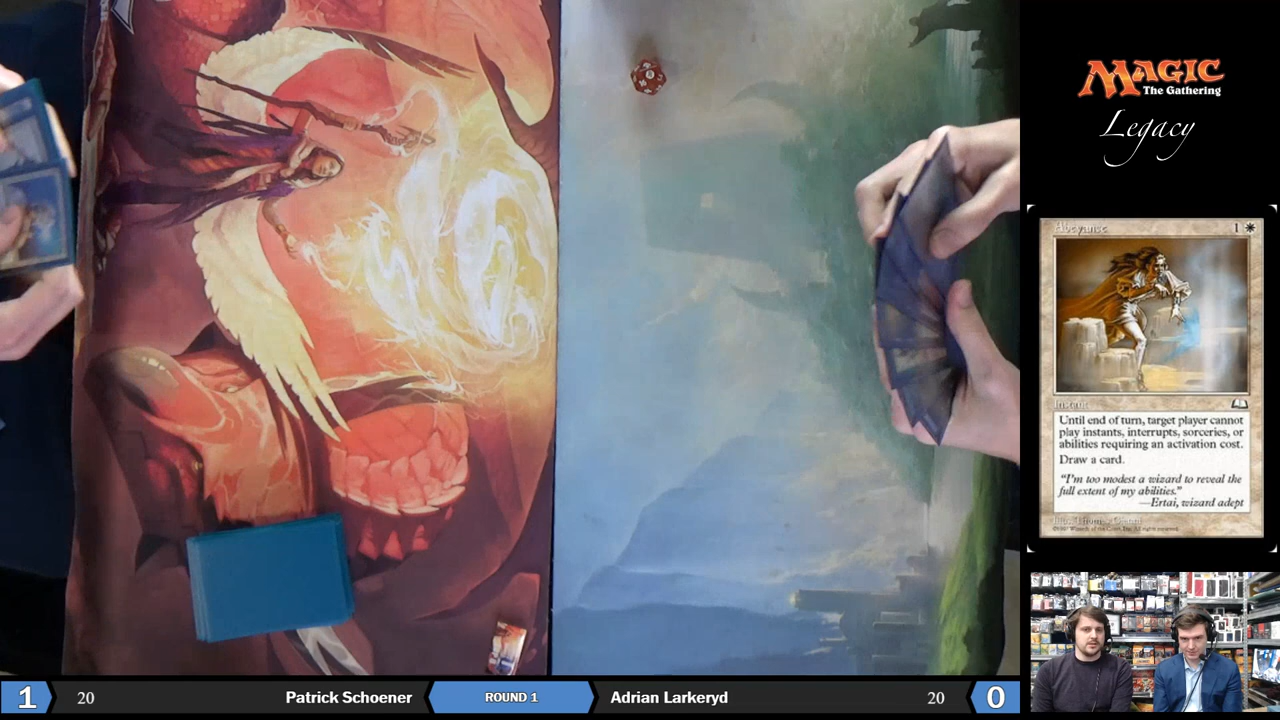 MAGIC
The Gathering
Legacy
Abeyance
1
Instant
Until end of turn, target player cannot
play instants, interrupts, sorceries, or
abilities requiring an activation cost.
Draw a card.
"I'm too modest a wizard to reveal the
full extent of my abilities."
—Ertai, wizard adept
1
20
Patrick Schoener
ROUND 1
Adrian Larkeryd
20
0